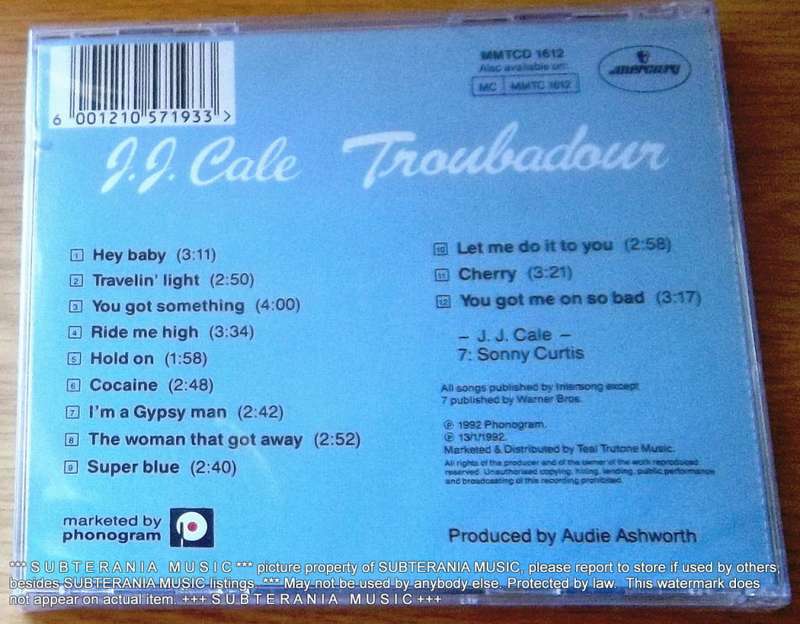 6 001210 571933 >
MMTCD 1612
Also available on:
MC MMTC 1612
mercury
J.J. Cale Troubadour
1 Hey baby (3:11)
2 Travelin' light (2:50)
3 You got something (4:00)
4 Ride me high (3:34)
5 Hold on (1:58)
6 Cocaine (2:48)
7 I'm a Gypsy man (2:42)
8 The woman that got away (2:52)
9 Super blue (2:40)
10 Let me do it to you (2:58)
11 Cherry (3:21)
12 You got me on so bad (3:17)
– J. J. Cale –
7: Sonny Curtis
All songs published by Intersong except
7 published by Warner Bros.
℗ 1992 Phonogram.
℗ 13/1/1992.
Marketed & Distributed by Teal Trutone Music.
All rights of the producer and of the owner of the work reproduced
reserved. Unauthorised copying, hiring, lending, public performance
and broadcasting of this recording prohibited.
marketed by
phonogram
Produced by Audie Ashworth
*** S U B T E R A N I A M U S I C *** picture property of SUBTERANIA MUSIC, please report to store if used by others,
besides SUBTERANIA MUSIC listings. *** May not be used by anybody else. Protected by law. This watermark does
not appear on actual item. +++ S U B T E R A N I A M U S I C +++